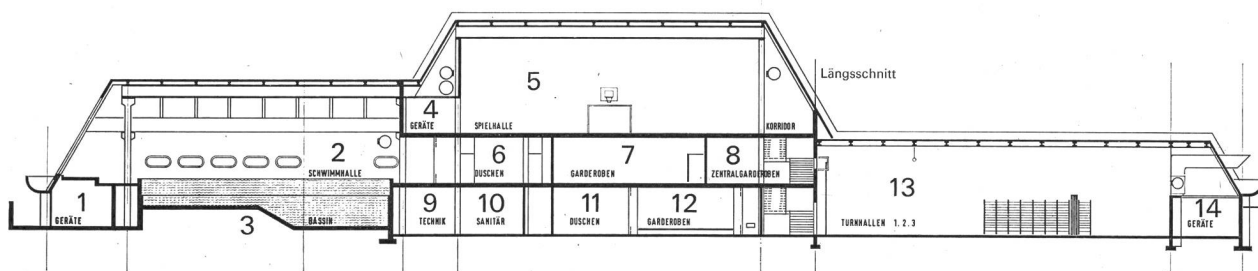 Längsschnitt
5
4
GERÄTE
SPIELHALLE
KORRIDOR
2
SCHWIMMHALLE
6
DUSCHEN
7
GARDEROBEN
8
ZENTRALGARDEROBEN
1
GERÄTE
3
BASSIN
9
TECHNIK
10
SANITÄR
11
DUSCHEN
12
GARDEROBEN
13
TURNHALLEN 1. 2. 3
14
GERÄTE